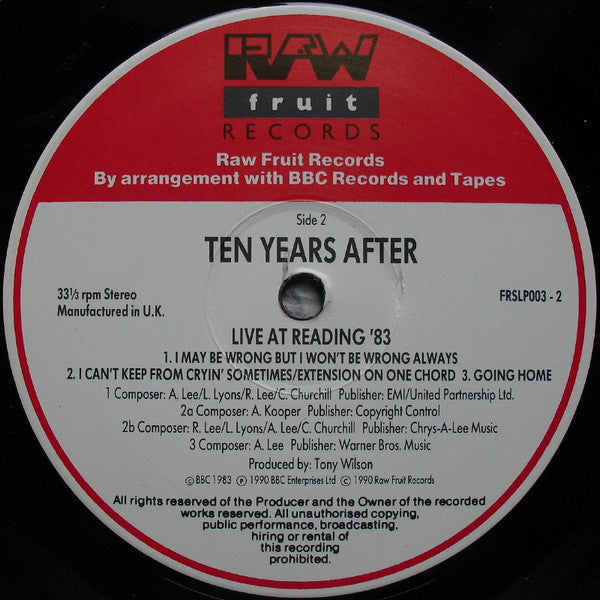 RAW
fruit
RECORDS
Raw Fruit Records
By arrangement with BBC Records and Tapes
Side 2
TEN YEARS AFTER
33⅓ rpm Stereo
Manufactured in U.K.
FRSLP003 - 2
LIVE AT READING '83
1. I MAY BE WRONG BUT I WON'T BE WRONG ALWAYS
2. I CAN'T KEEP FROM CRYIN' SOMETIMES/EXTENSION ON ONE CHORD 3. GOING HOME
1 Composer: A. Lee/L. Lyons/R. Lee/C. Churchill Publisher: EMI/United Partnership Ltd.
2a Composer: A. Kooper Publisher: Copyright Control
2b Composer: R. Lee/L. Lyons/A. Lee/C. Churchill Publisher: Chrys-A-Lee Music
3 Composer: A. Lee Publisher: Warner Bros. Music
Produced by: Tony Wilson
© BBC 1983 ℗ 1990 BBC Enterprises Ltd © 1990 Raw Fruit Records
All rights reserved of the Producer and the Owner of the recorded
works reserved. All unauthorised copying,
public performance, broadcasting,
hiring or rental of
this recording
prohibited.